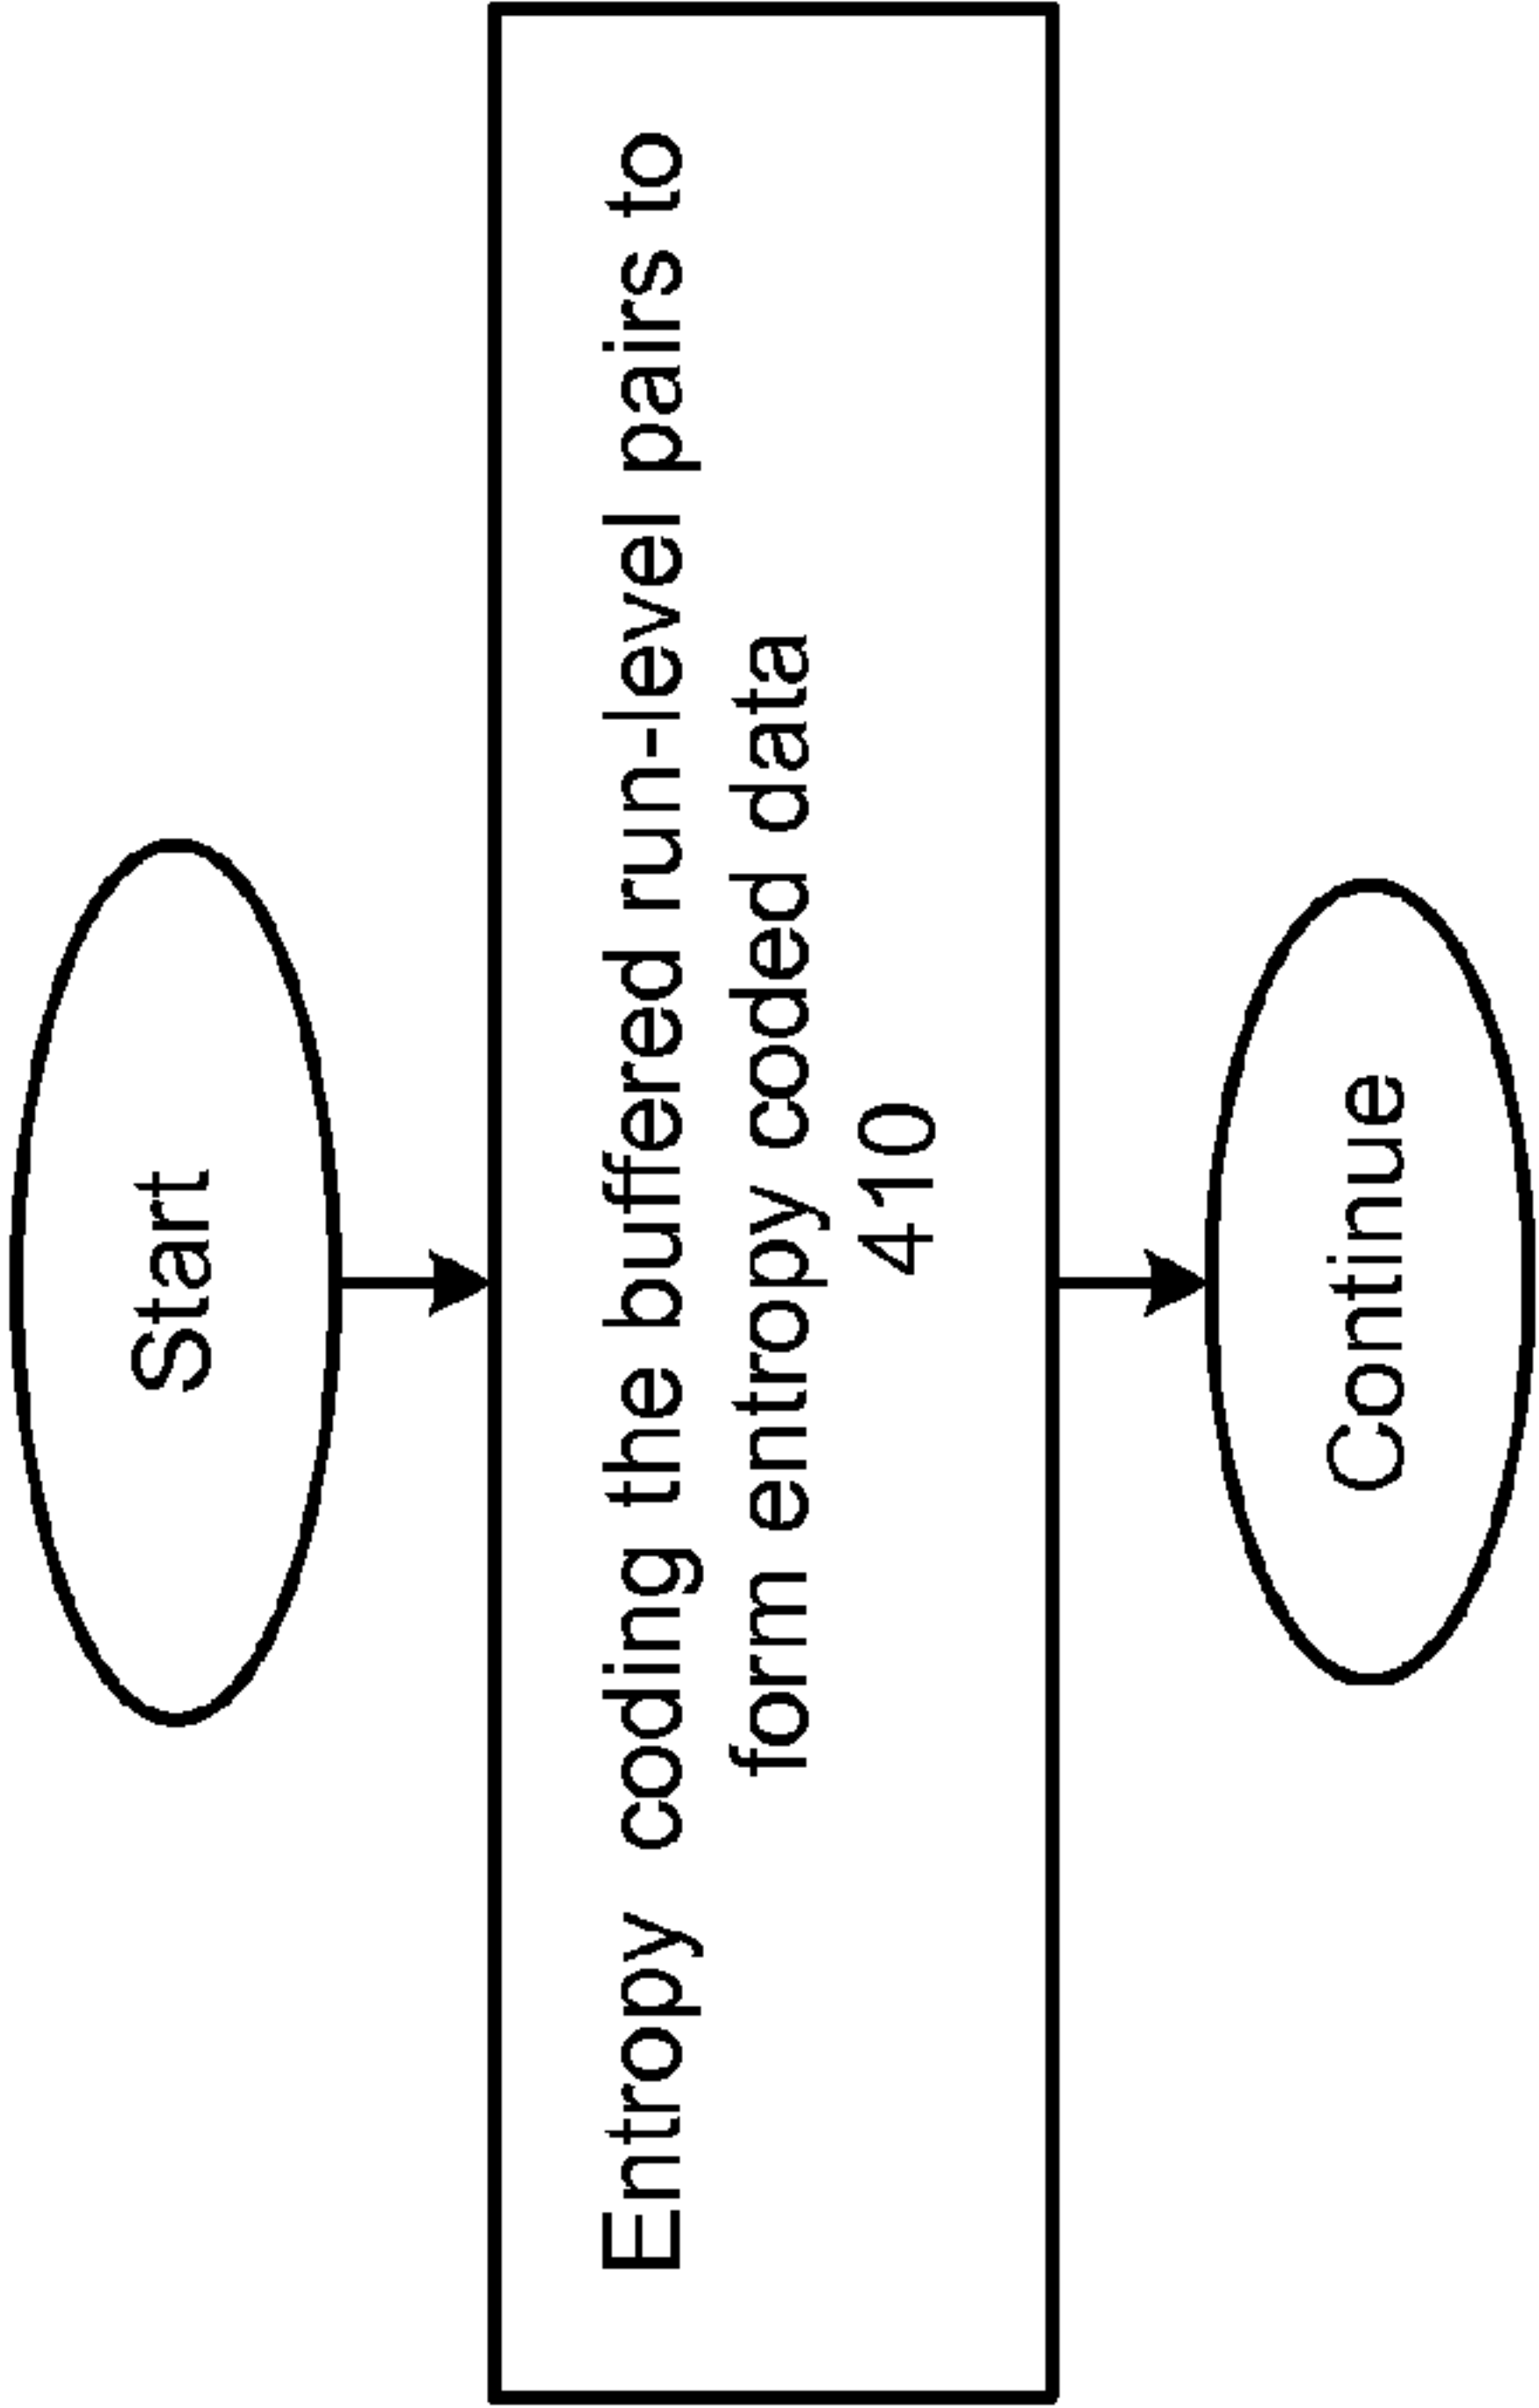 Start
Entropy coding the buffered run-level pairs to
form entropy coded data
410
Continue